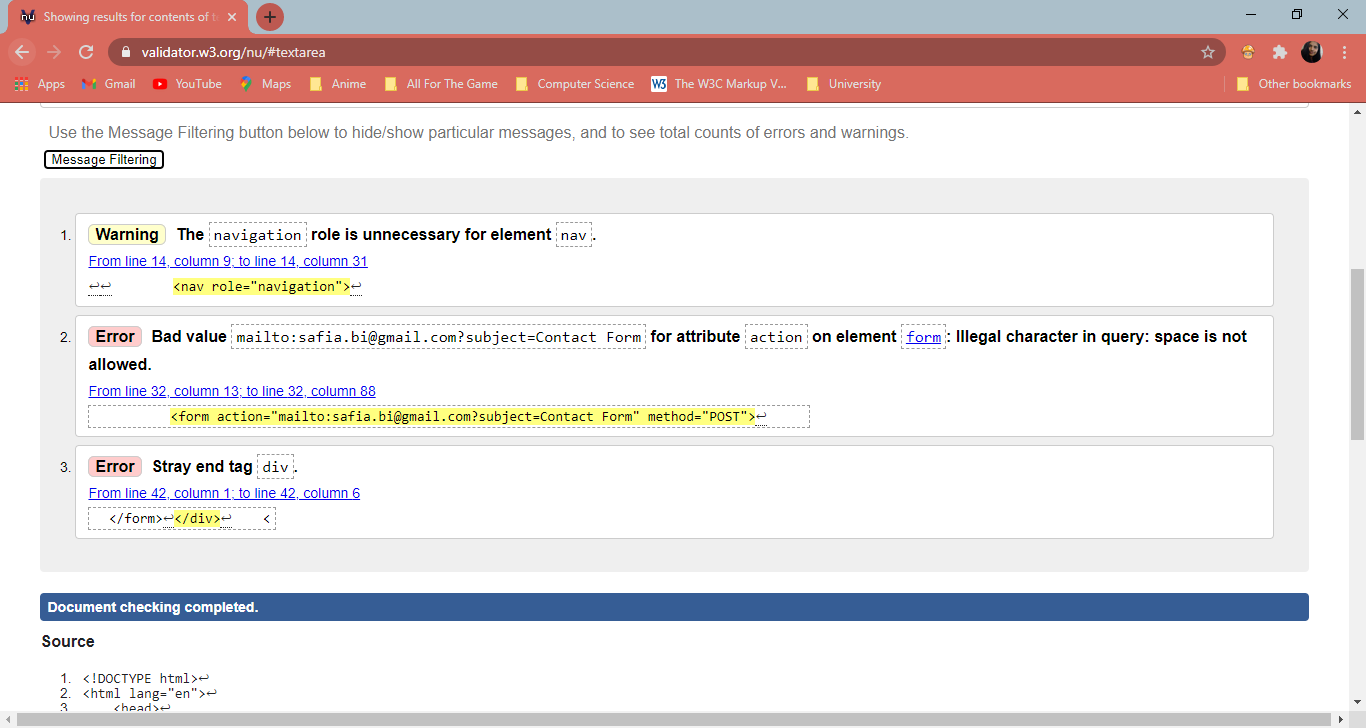 Showing results for contents of t
validator.w3.org/nu/#textarea
Apps Gmail YouTube Maps Anime All For The Game Computer Science The W3C Markup V... University Other bookmarks
Use the Message Filtering button below to hide/show particular messages, and to see total counts of errors and warnings.
Message Filtering
1. Warning The navigation role is unnecessary for element nav.
From line 14, column 9; to line 14, column 31
↩↩ <nav role="navigation">↩
2. Error Bad value mailto:safia.bi@gmail.com?subject=Contact Form for attribute action on element form: Illegal character in query: space is not
allowed.
From line 32, column 13; to line 32, column 88
<form action="mailto:safia.bi@gmail.com?subject=Contact Form" method="POST">↩
3. Error Stray end tag div.
From line 42, column 1; to line 42, column 6
</form>↩</div>↩ <
Document checking completed.
Source
1. <!DOCTYPE html>↩
2. <html lang="en">↩
3. <head>↩